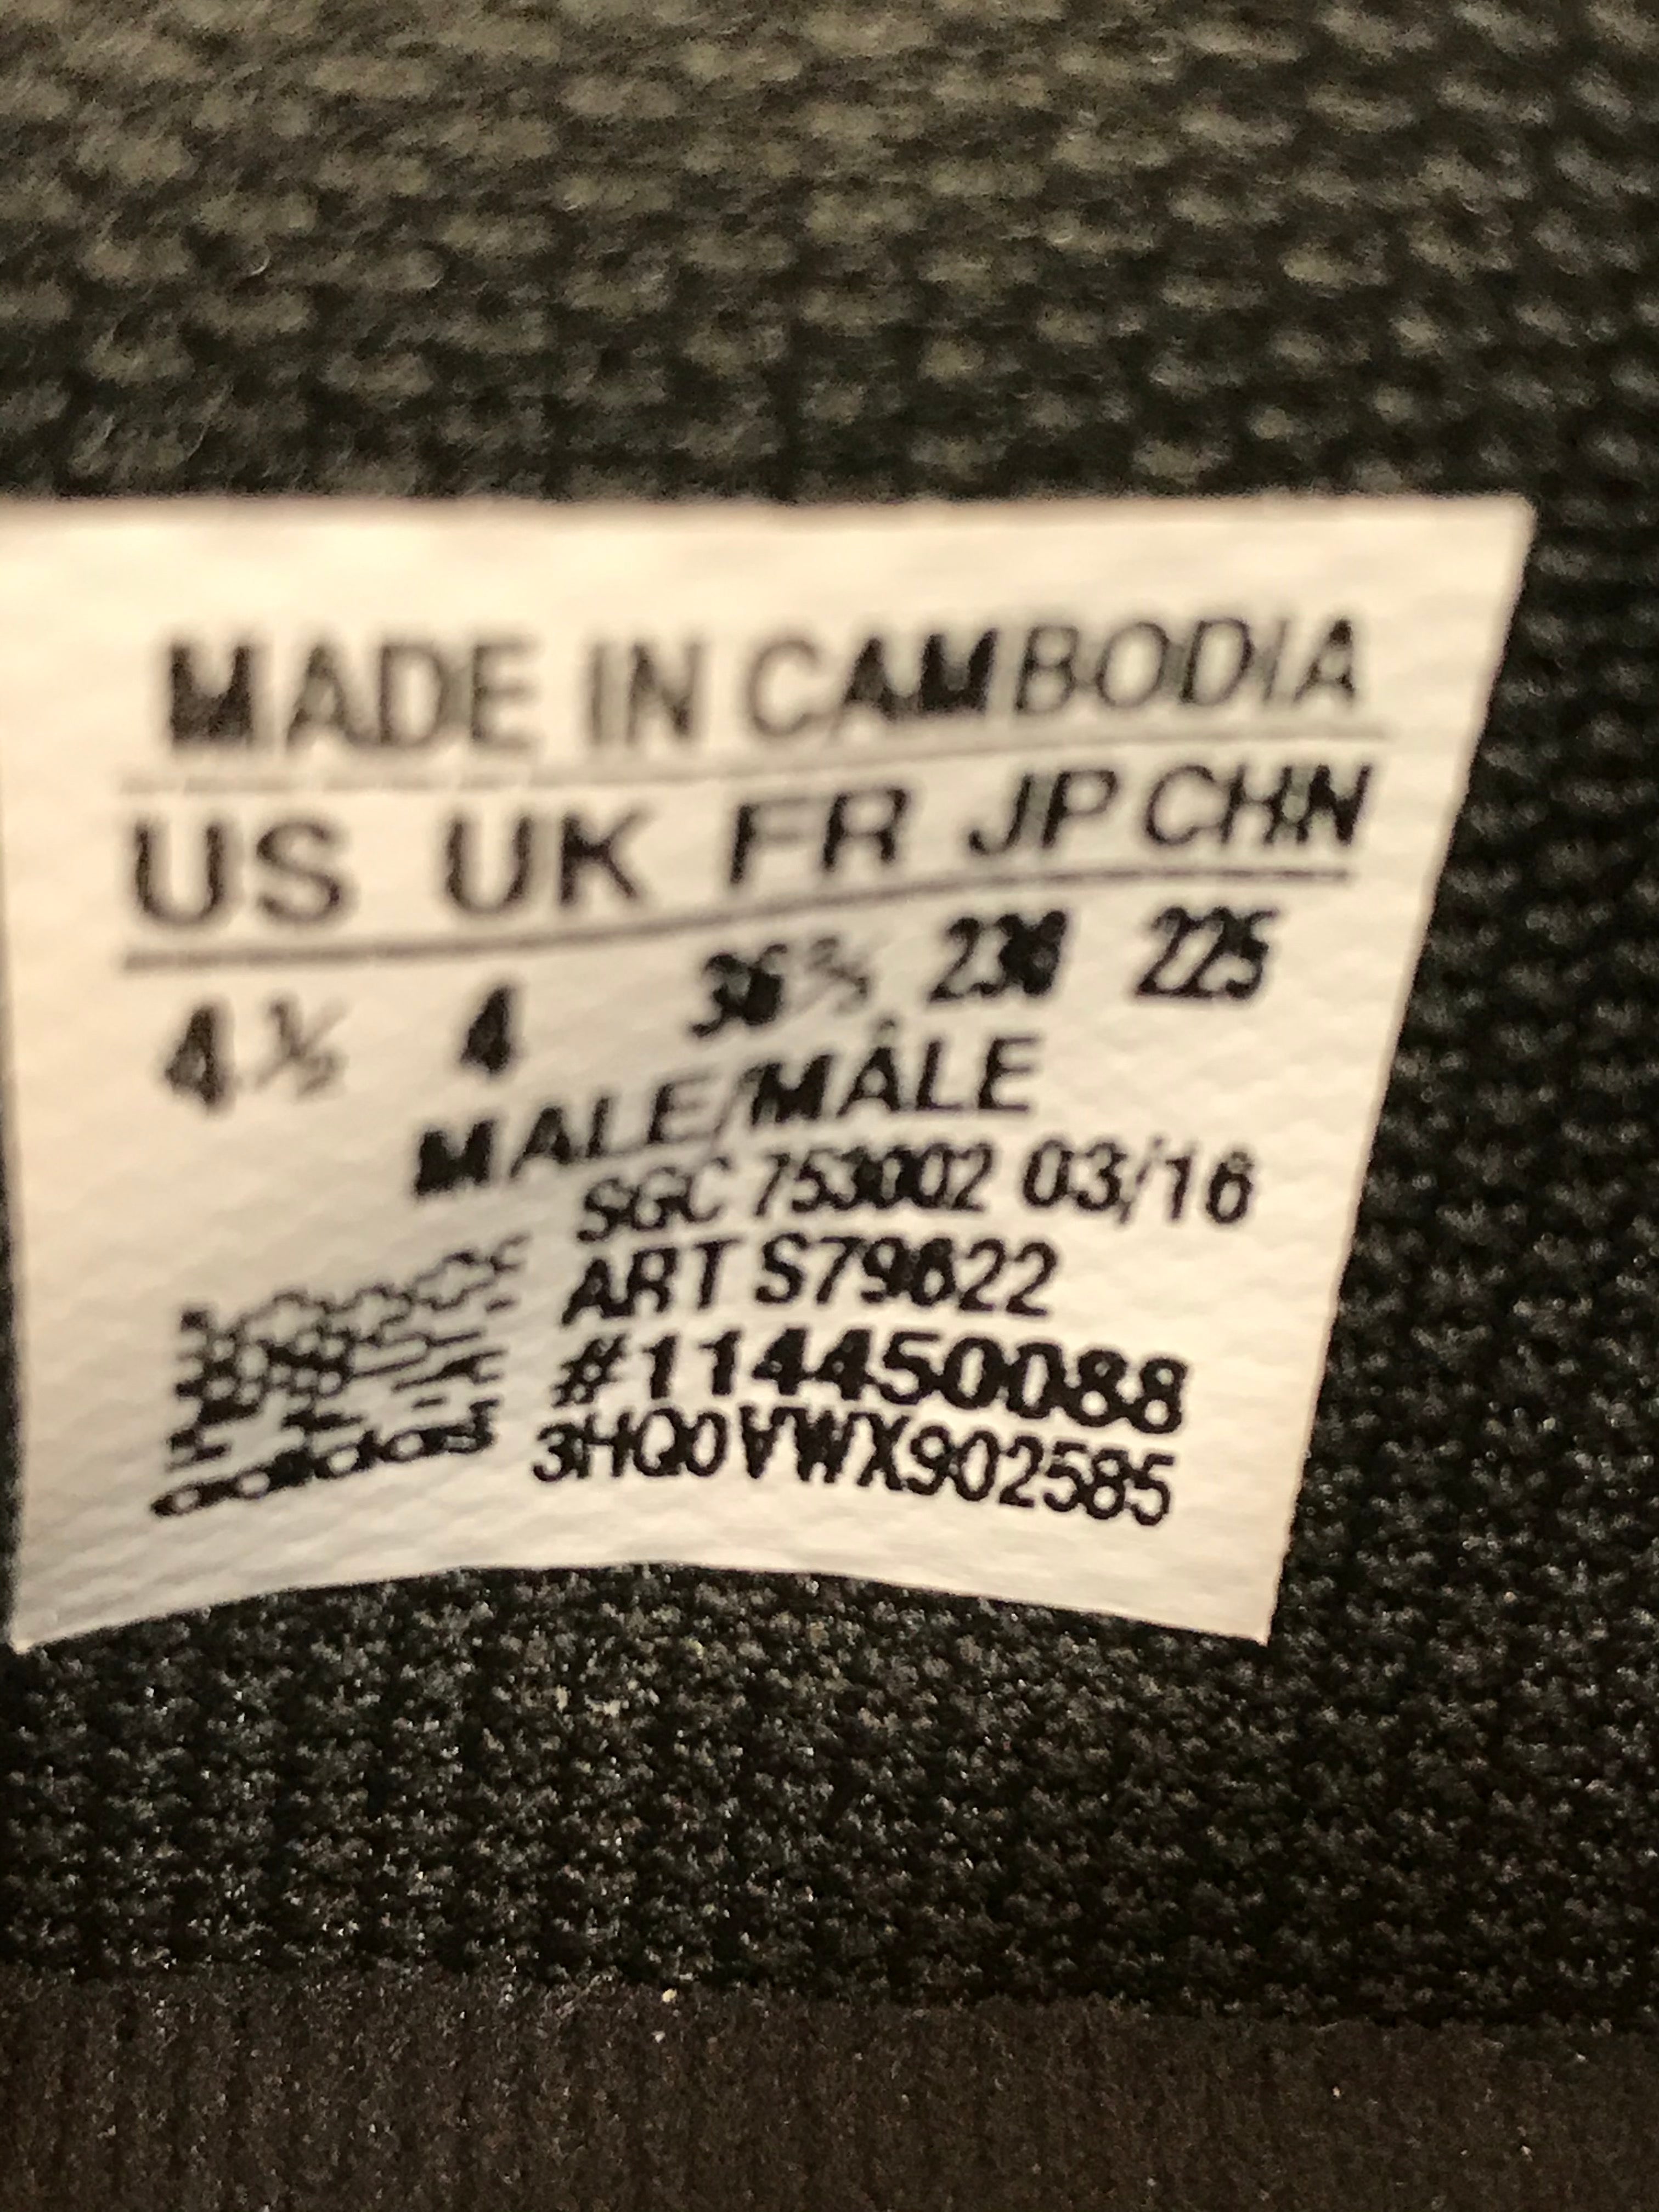 MADE IN CAMBODIA
US UK FR JP CHN
4½ 4 36⅔ 230 225
MALE/MÂLE
SGC 753002 03/16
ART S79622
#114450088
adidas 3HQ0VWX902585